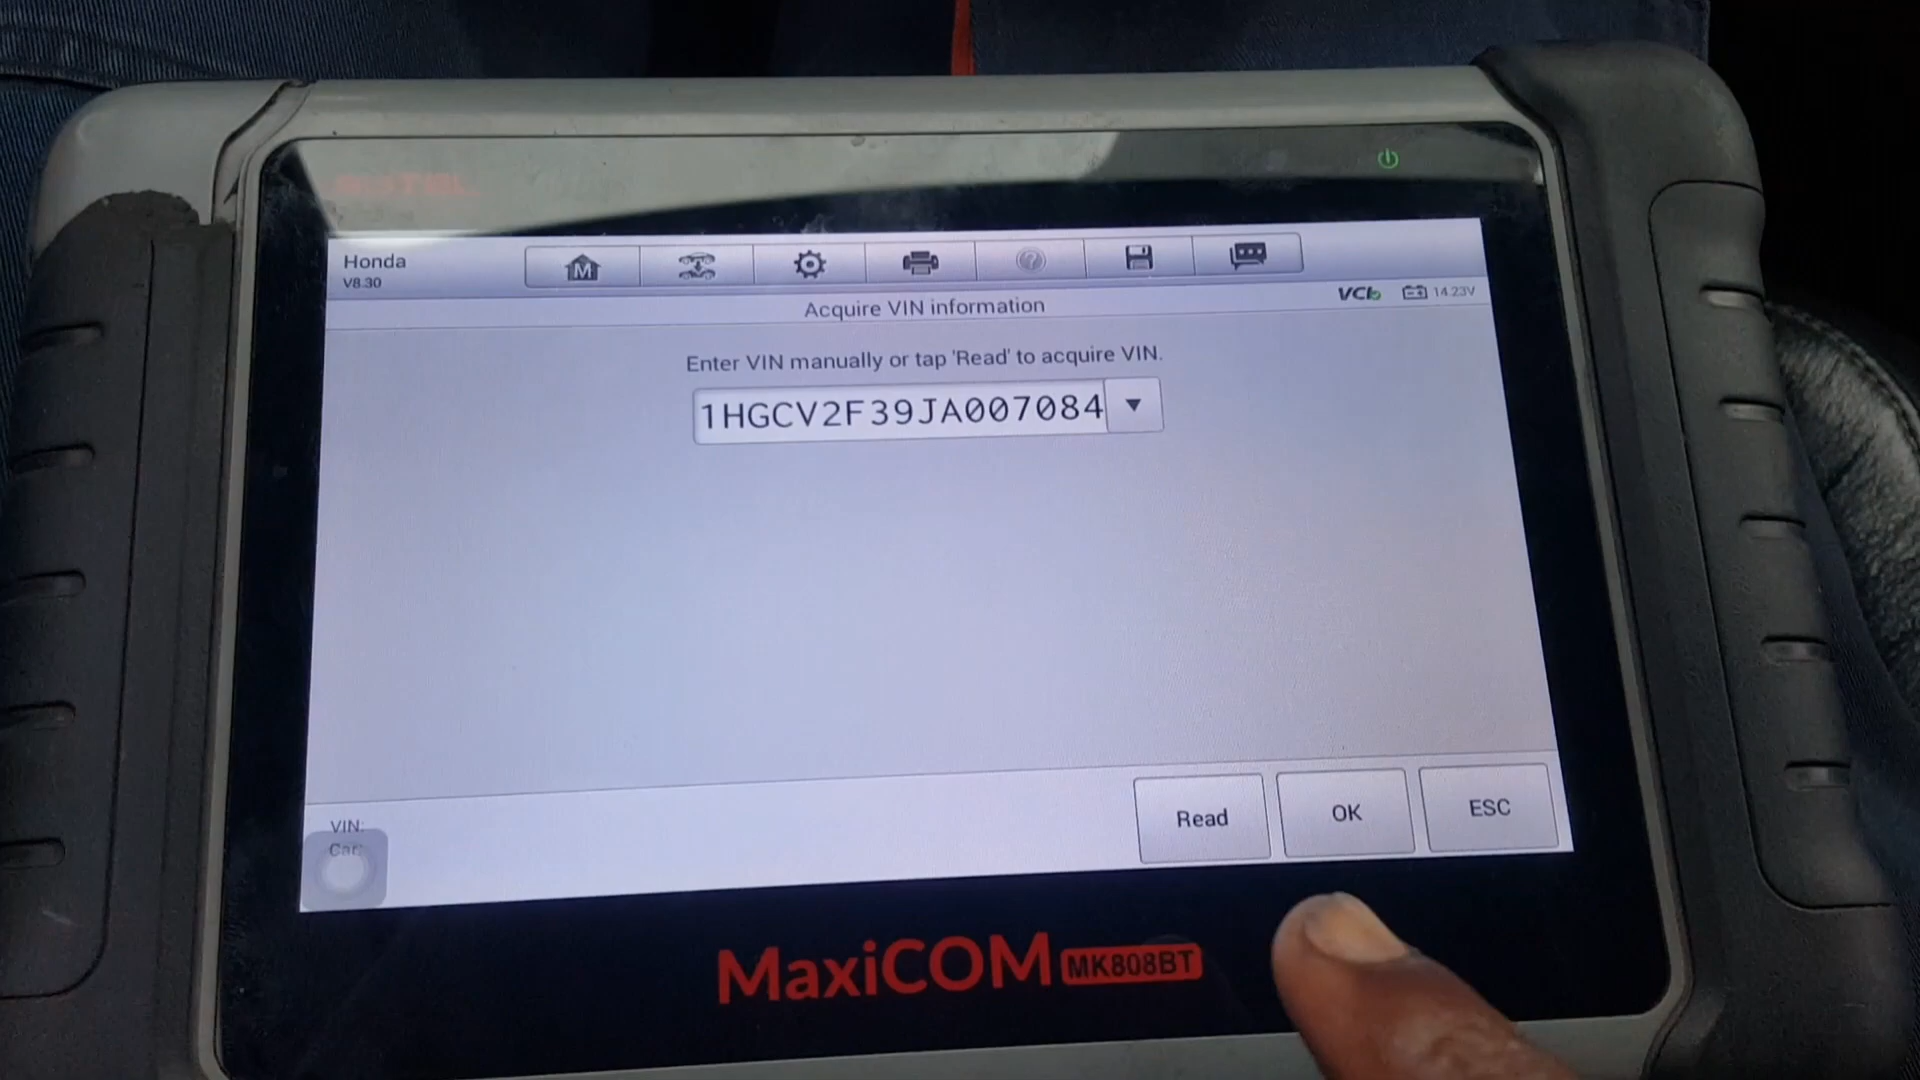 Honda
V8.30
M
Acquire VIN information
VCI
14.23V
Enter VIN manually or tap 'Read' to acquire VIN.
1HGCV2F39JA007084
Read
OK
ESC
VIN:
Car:
MaxiCOM MK808BT